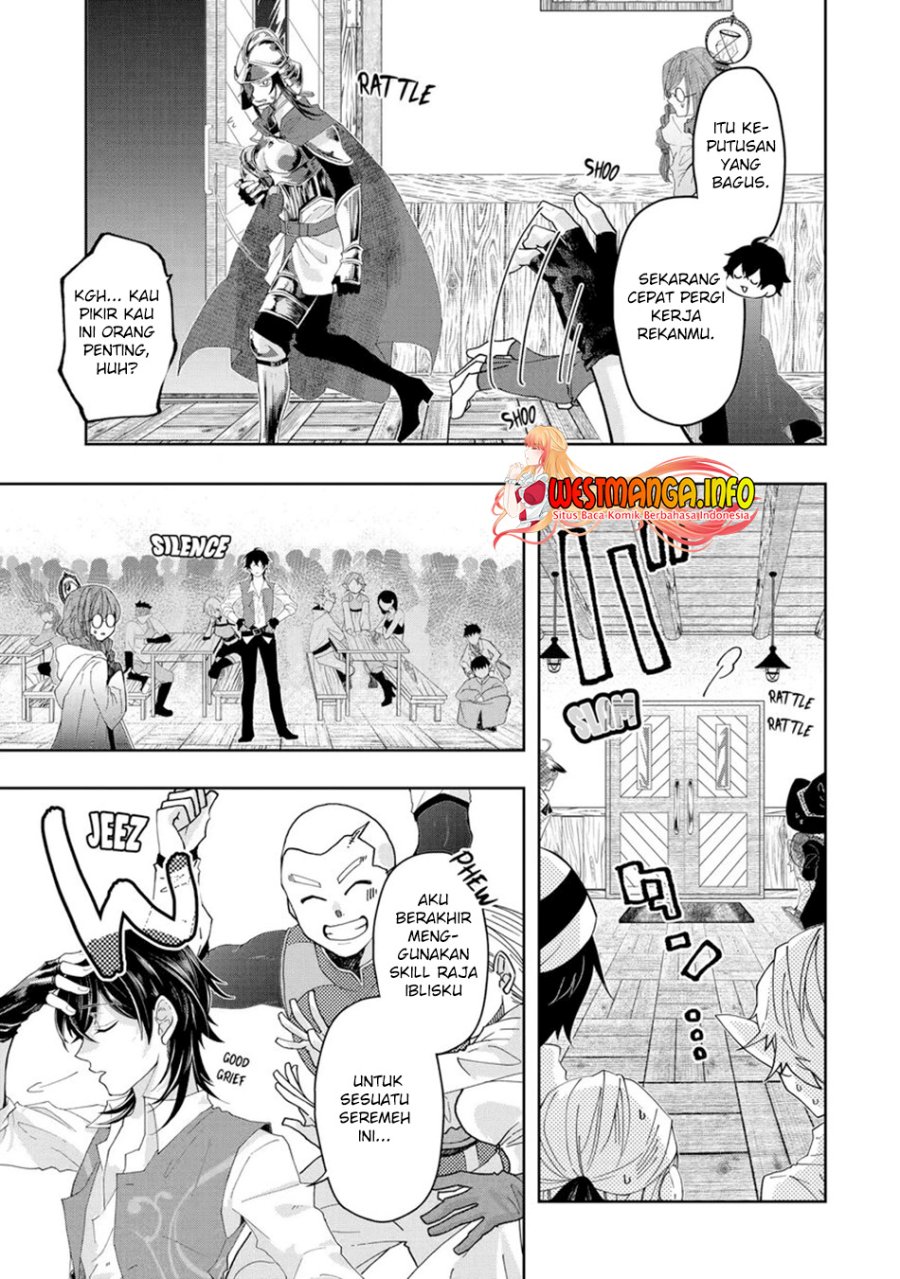 RATTLE
ITU KE-
PUTUSAN
YANG
BAGUS.
SHOO
SEKARANG
CEPAT PERGI
KERJA
REKANMU.
KGH... KAU
PIKIR KAU
INI ORANG
PENTING,
HUH?
SHOO
WESTMANGA.INFO
Situs Baca Komik Berbahasa Indonesia
バン
SLAM
RATTLE
RATTLE
SILENCE
JEEZ
PHEW
AKU
BERAKHIR
MENG-
GUNAKAN
SKILL RAJA
IBLISKU
GOOD
GRIEF
UNTUK
SESUATU
SEREMEH
INI...